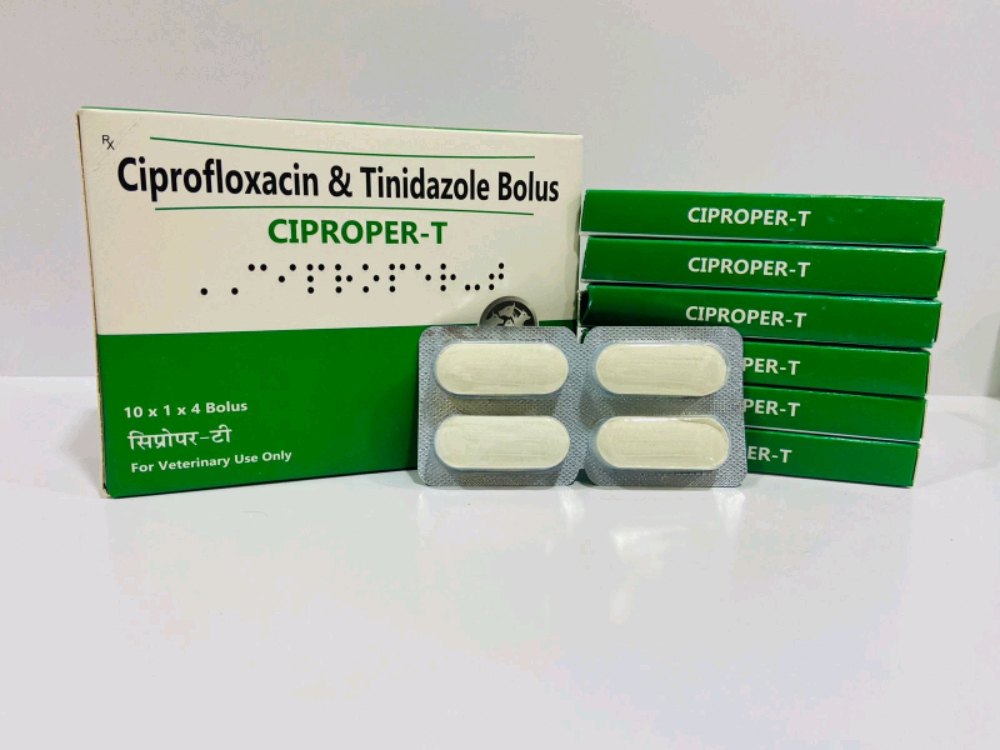 Rx
Ciprofloxacin & Tinidazole Bolus
CIPROPER-T
10 x 1 x 4 Bolus
सिप्रोपर-टी
For Veterinary Use Only
CIPROPER-T
CIPROPER-T
CIPROPER-T
PER-T
PER-T
ER-T